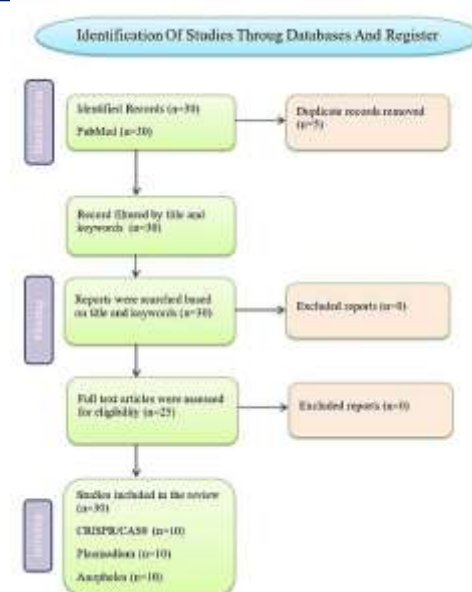 Identification Of Studies Throug Databases And Register
Identified Records (n=30)
PubMed (n=30)
Duplicate records removed
(n=5)
Record filtered by title and
keywords (n=30)
Reports were searched based
on title and keywords (n=30)
Excluded reports (n=0)
Full text articles were assessed
for eligibility (n=25)
Excluded reports (n=0)
Studies included in the review
(n=30)
CRISPR/CAS9 (n=10)
Plasmodium (n=10)
Anopheles (n=10)